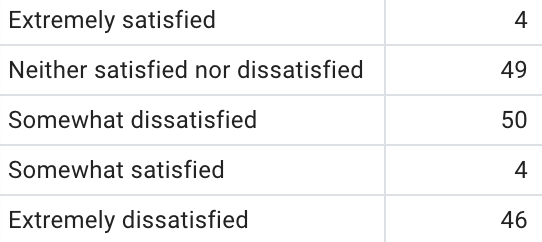 Extremely satisfied 4
Neither satisfied nor dissatisfied 49
Somewhat dissatisfied 50
Somewhat satisfied 4
Extremely dissatisfied 46